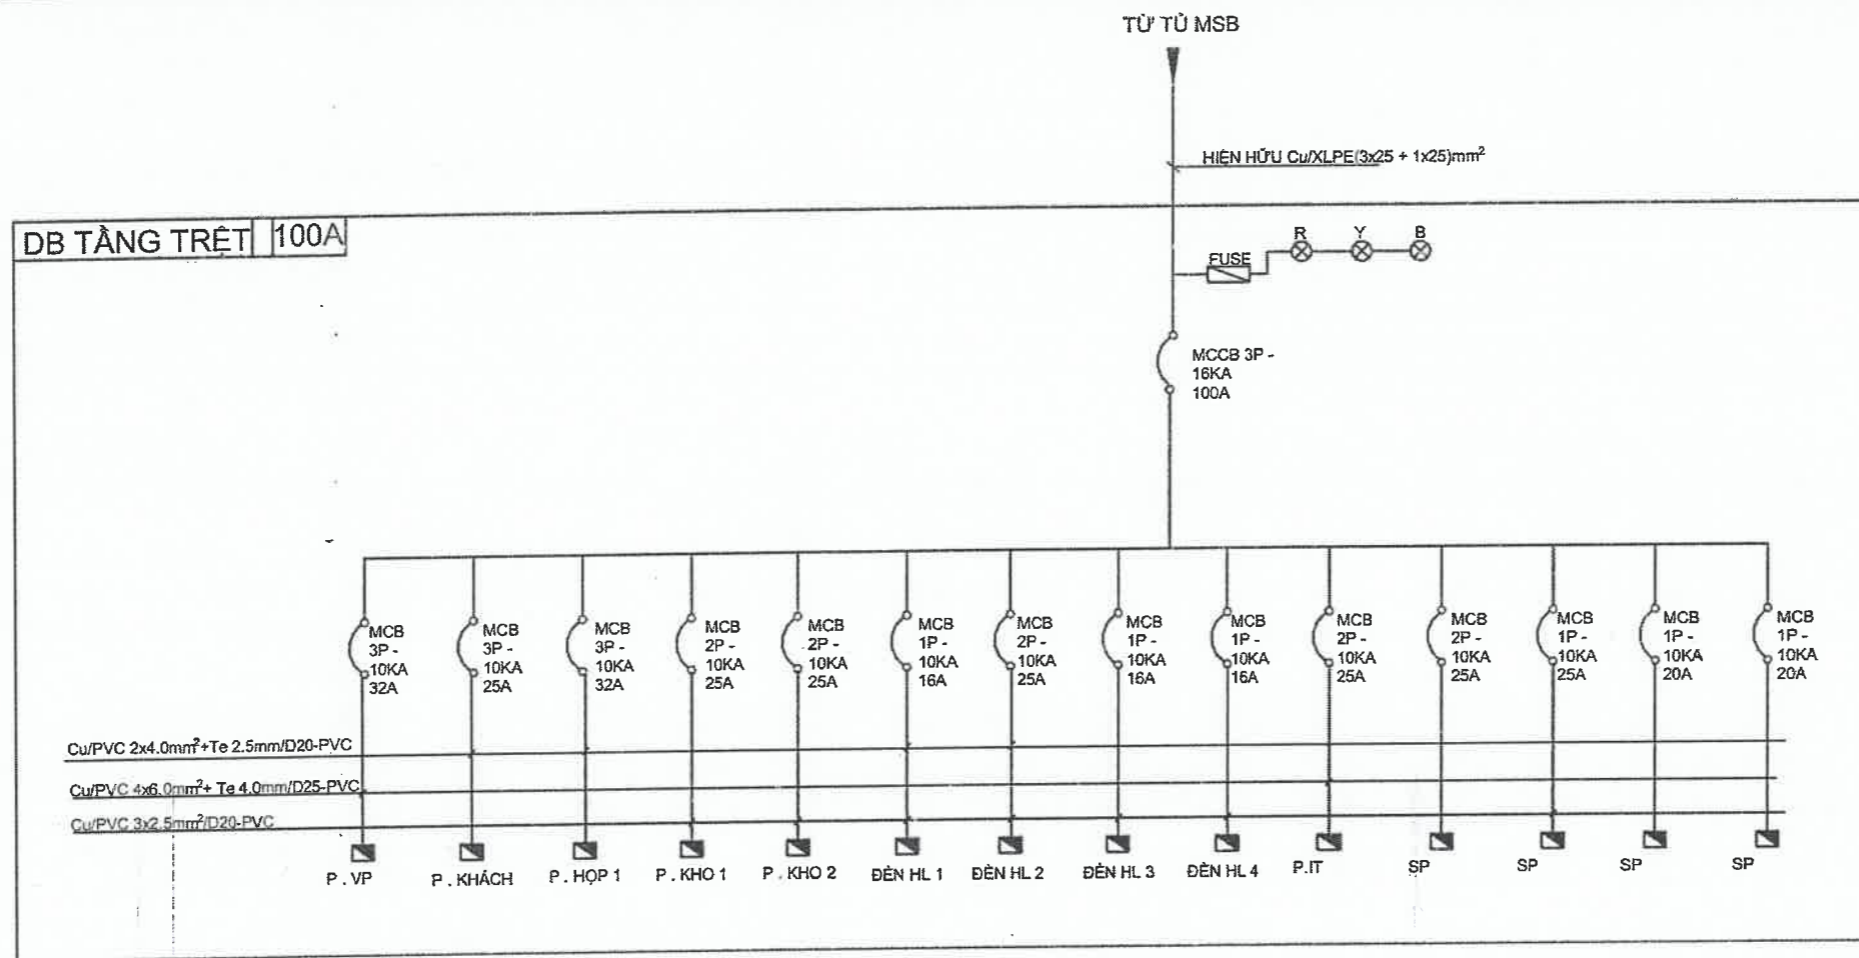 TỪ TỦ MSB
HIỆN HỮU Cu/XLPE(3x25 + 1x25)mm²
DB TẦNG TRỆT 100A
R Y B
FUSE
MCCB 3P -
16KA
100A
MCB
3P -
10KA
32A
MCB
3P -
10KA
25A
MCB
3P -
10KA
32A
MCB
2P -
10KA
25A
MCB
2P -
10KA
25A
MCB
1P -
10KA
16A
MCB
2P -
10KA
25A
MCB
1P -
10KA
16A
MCB
1P -
10KA
16A
MCB
2P -
10KA
25A
MCB
2P -
10KA
25A
MCB
1P -
10KA
25A
MCB
1P -
10KA
20A
MCB
1P -
10KA
20A
Cu/PVC 2x4.0mm²+Te 2.5mm/D20-PVC
Cu/PVC 4x6.0mm²+ Te 4.0mm/D25-PVC
Cu/PVC 3x2.5mm²/D20-PVC
P . VP
P . KHÁCH
P . HỌP 1
P . KHO 1
P . KHO 2
ĐÈN HL 1
ĐÈN HL 2
ĐÈN HL 3
ĐÈN HL 4
P.IT
SP
SP
SP
SP